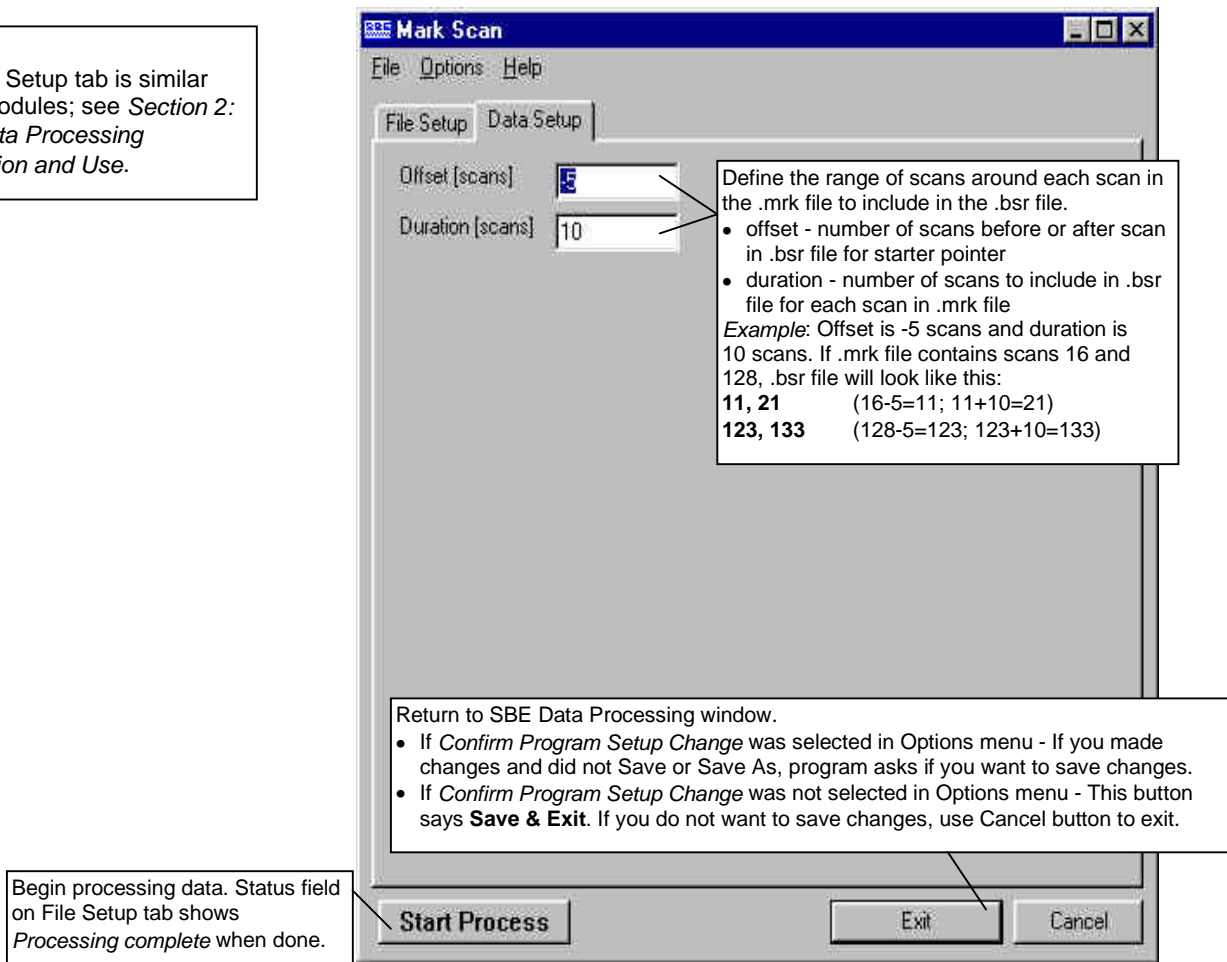 Setup tab is similar
odules; see Section 2:
ta Processing
ion and Use.
SBE Mark Scan
File Options Help
File Setup Data Setup
Offset [scans] -5
Duration [scans] 10
Define the range of scans around each scan in
the .mrk file to include in the .bsr file.
• offset - number of scans before or after scan
in .bsr file for starter pointer
• duration - number of scans to include in .bsr
file for each scan in .mrk file
Example: Offset is -5 scans and duration is
10 scans. If .mrk file contains scans 16 and
128, .bsr file will look like this:
11, 21 (16-5=11; 11+10=21)
123, 133 (128-5=123; 123+10=133)
Return to SBE Data Processing window.
• If Confirm Program Setup Change was selected in Options menu - If you made
changes and did not Save or Save As, program asks if you want to save changes.
• If Confirm Program Setup Change was not selected in Options menu - This button
says Save & Exit. If you do not want to save changes, use Cancel button to exit.
Begin processing data. Status field
on File Setup tab shows
Processing complete when done.
Start Process Exit Cancel